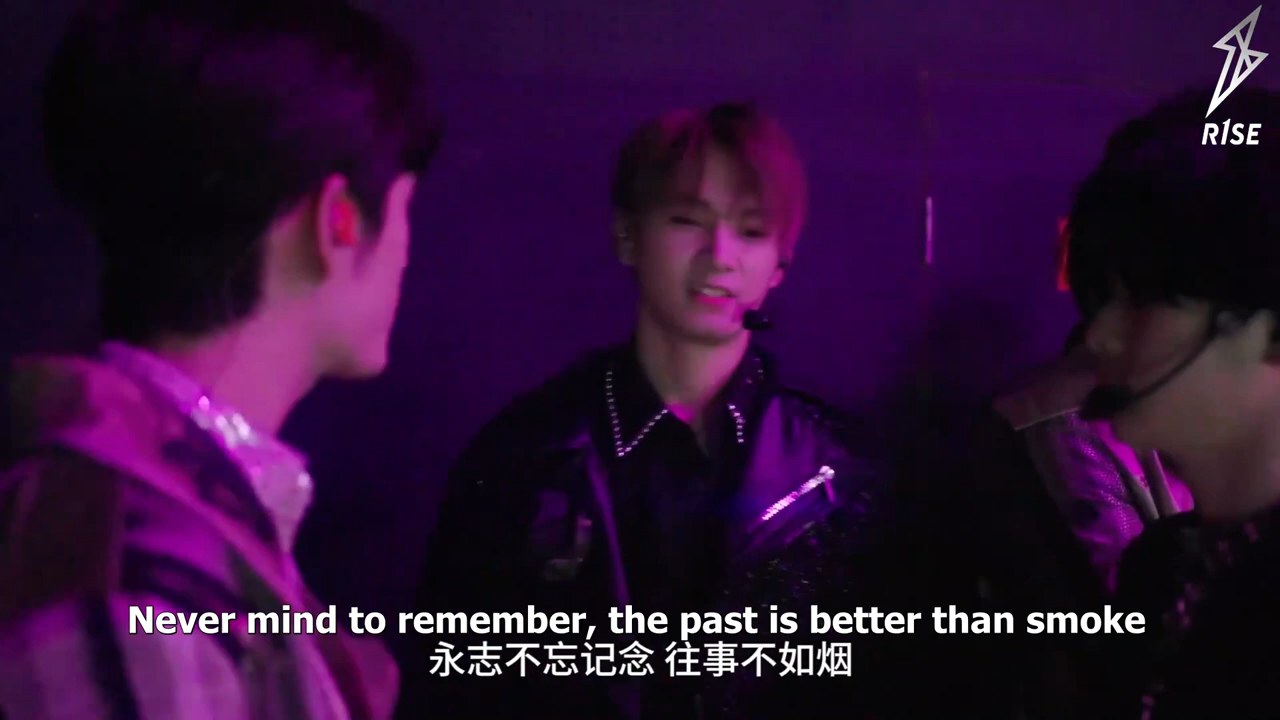 R1SE
Never mind to remember, the past is better than smoke
永志不忘记念 往事不如烟